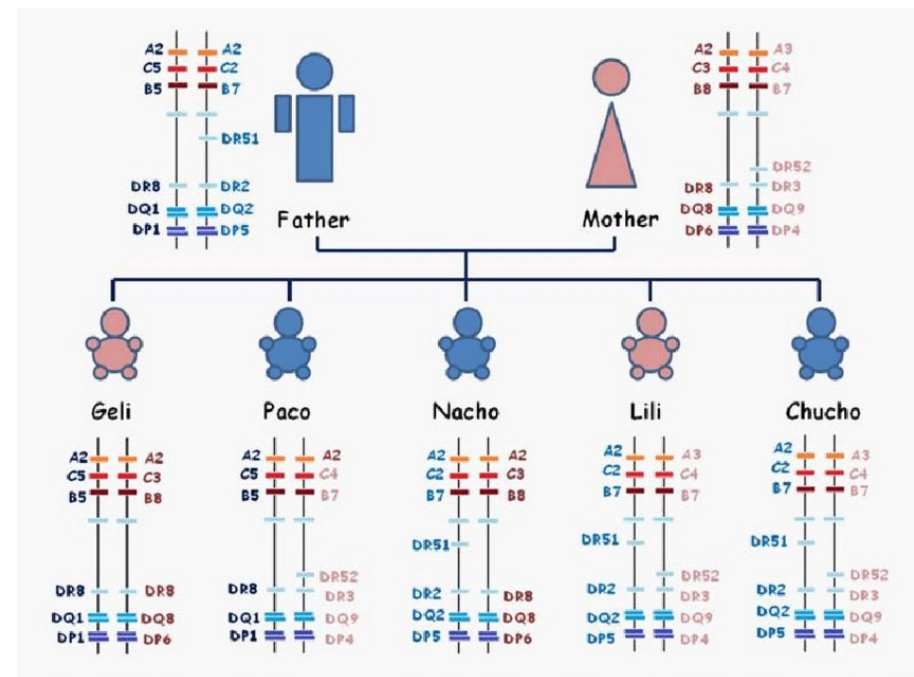 A2 A2
C5 C2
B5 B7
DR51
DR8 DR2
DQ1 DQ2
DP1 DP5
Father
A2 A3
C3 C4
B8 B7
DR52
DR8 DR3
DQ8 DQ9
DP6 DP4
Mother
Geli
Paco
Nacho
Lili
Chucho
A2 A2
C5 C3
B5 B8
DR8 DR8
DQ1 DQ8
DP1 DP6
A2 A2
C5 C4
B5 B7
DR52
DR8 DR3
DQ1 DQ9
DP1 DP4
A2 A2
C2 C3
B7 B8
DR51
DR2 DR8
DQ2 DQ8
DP5 DP6
A2 A3
C2 C4
B7 B7
DR51
DR52
DR2 DR3
DQ2 DQ9
DP5 DP4
A2 A3
C2 C4
B7 B7
DR51
DR52
DR2 DR3
DQ2 DQ9
DP5 DP4